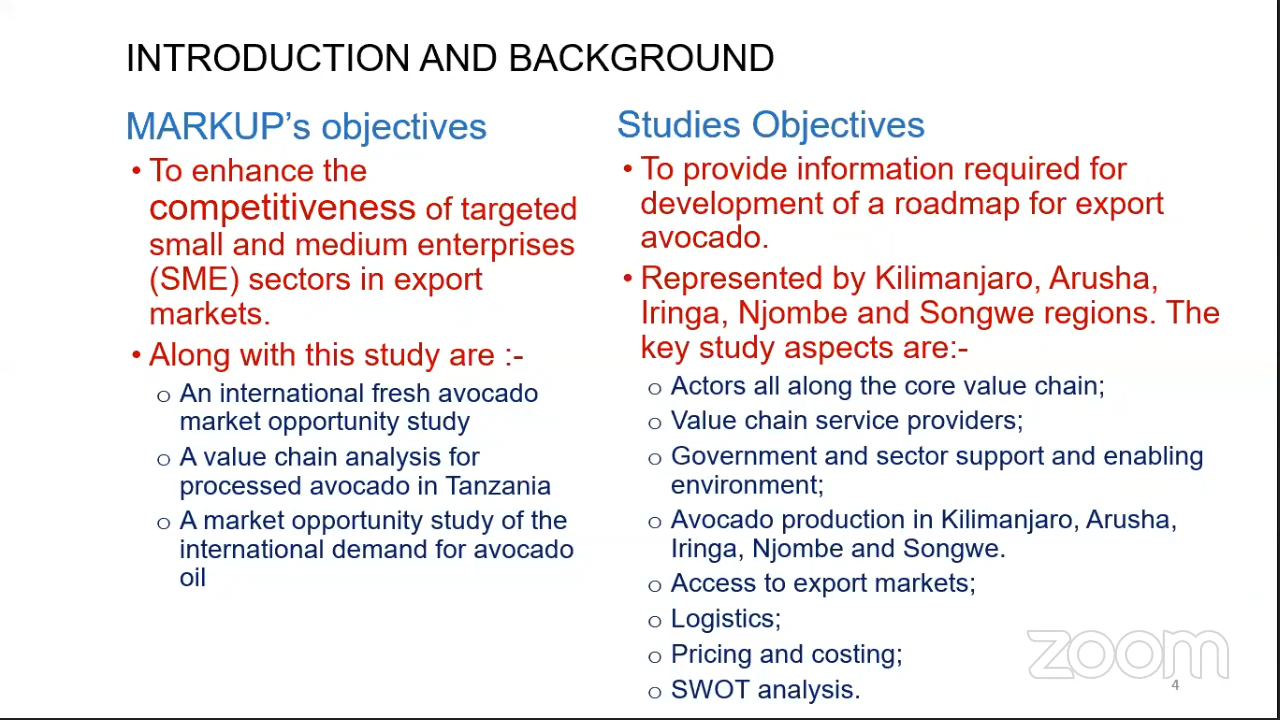 INTRODUCTION AND BACKGROUND
MARKUP’s objectives
• To enhance the
competitiveness of targeted
small and medium enterprises
(SME) sectors in export
markets.
• Along with this study are :-
o An international fresh avocado
market opportunity study
o A value chain analysis for
processed avocado in Tanzania
o A market opportunity study of the
international demand for avocado
oil
Studies Objectives
• To provide information required for
development of a roadmap for export
avocado.
• Represented by Kilimanjaro, Arusha,
Iringa, Njombe and Songwe regions. The
key study aspects are:-
o Actors all along the core value chain;
o Value chain service providers;
o Government and sector support and enabling
environment;
o Avocado production in Kilimanjaro, Arusha,
Iringa, Njombe and Songwe.
o Access to export markets;
o Logistics;
o Pricing and costing;
o SWOT analysis.
zoom
4